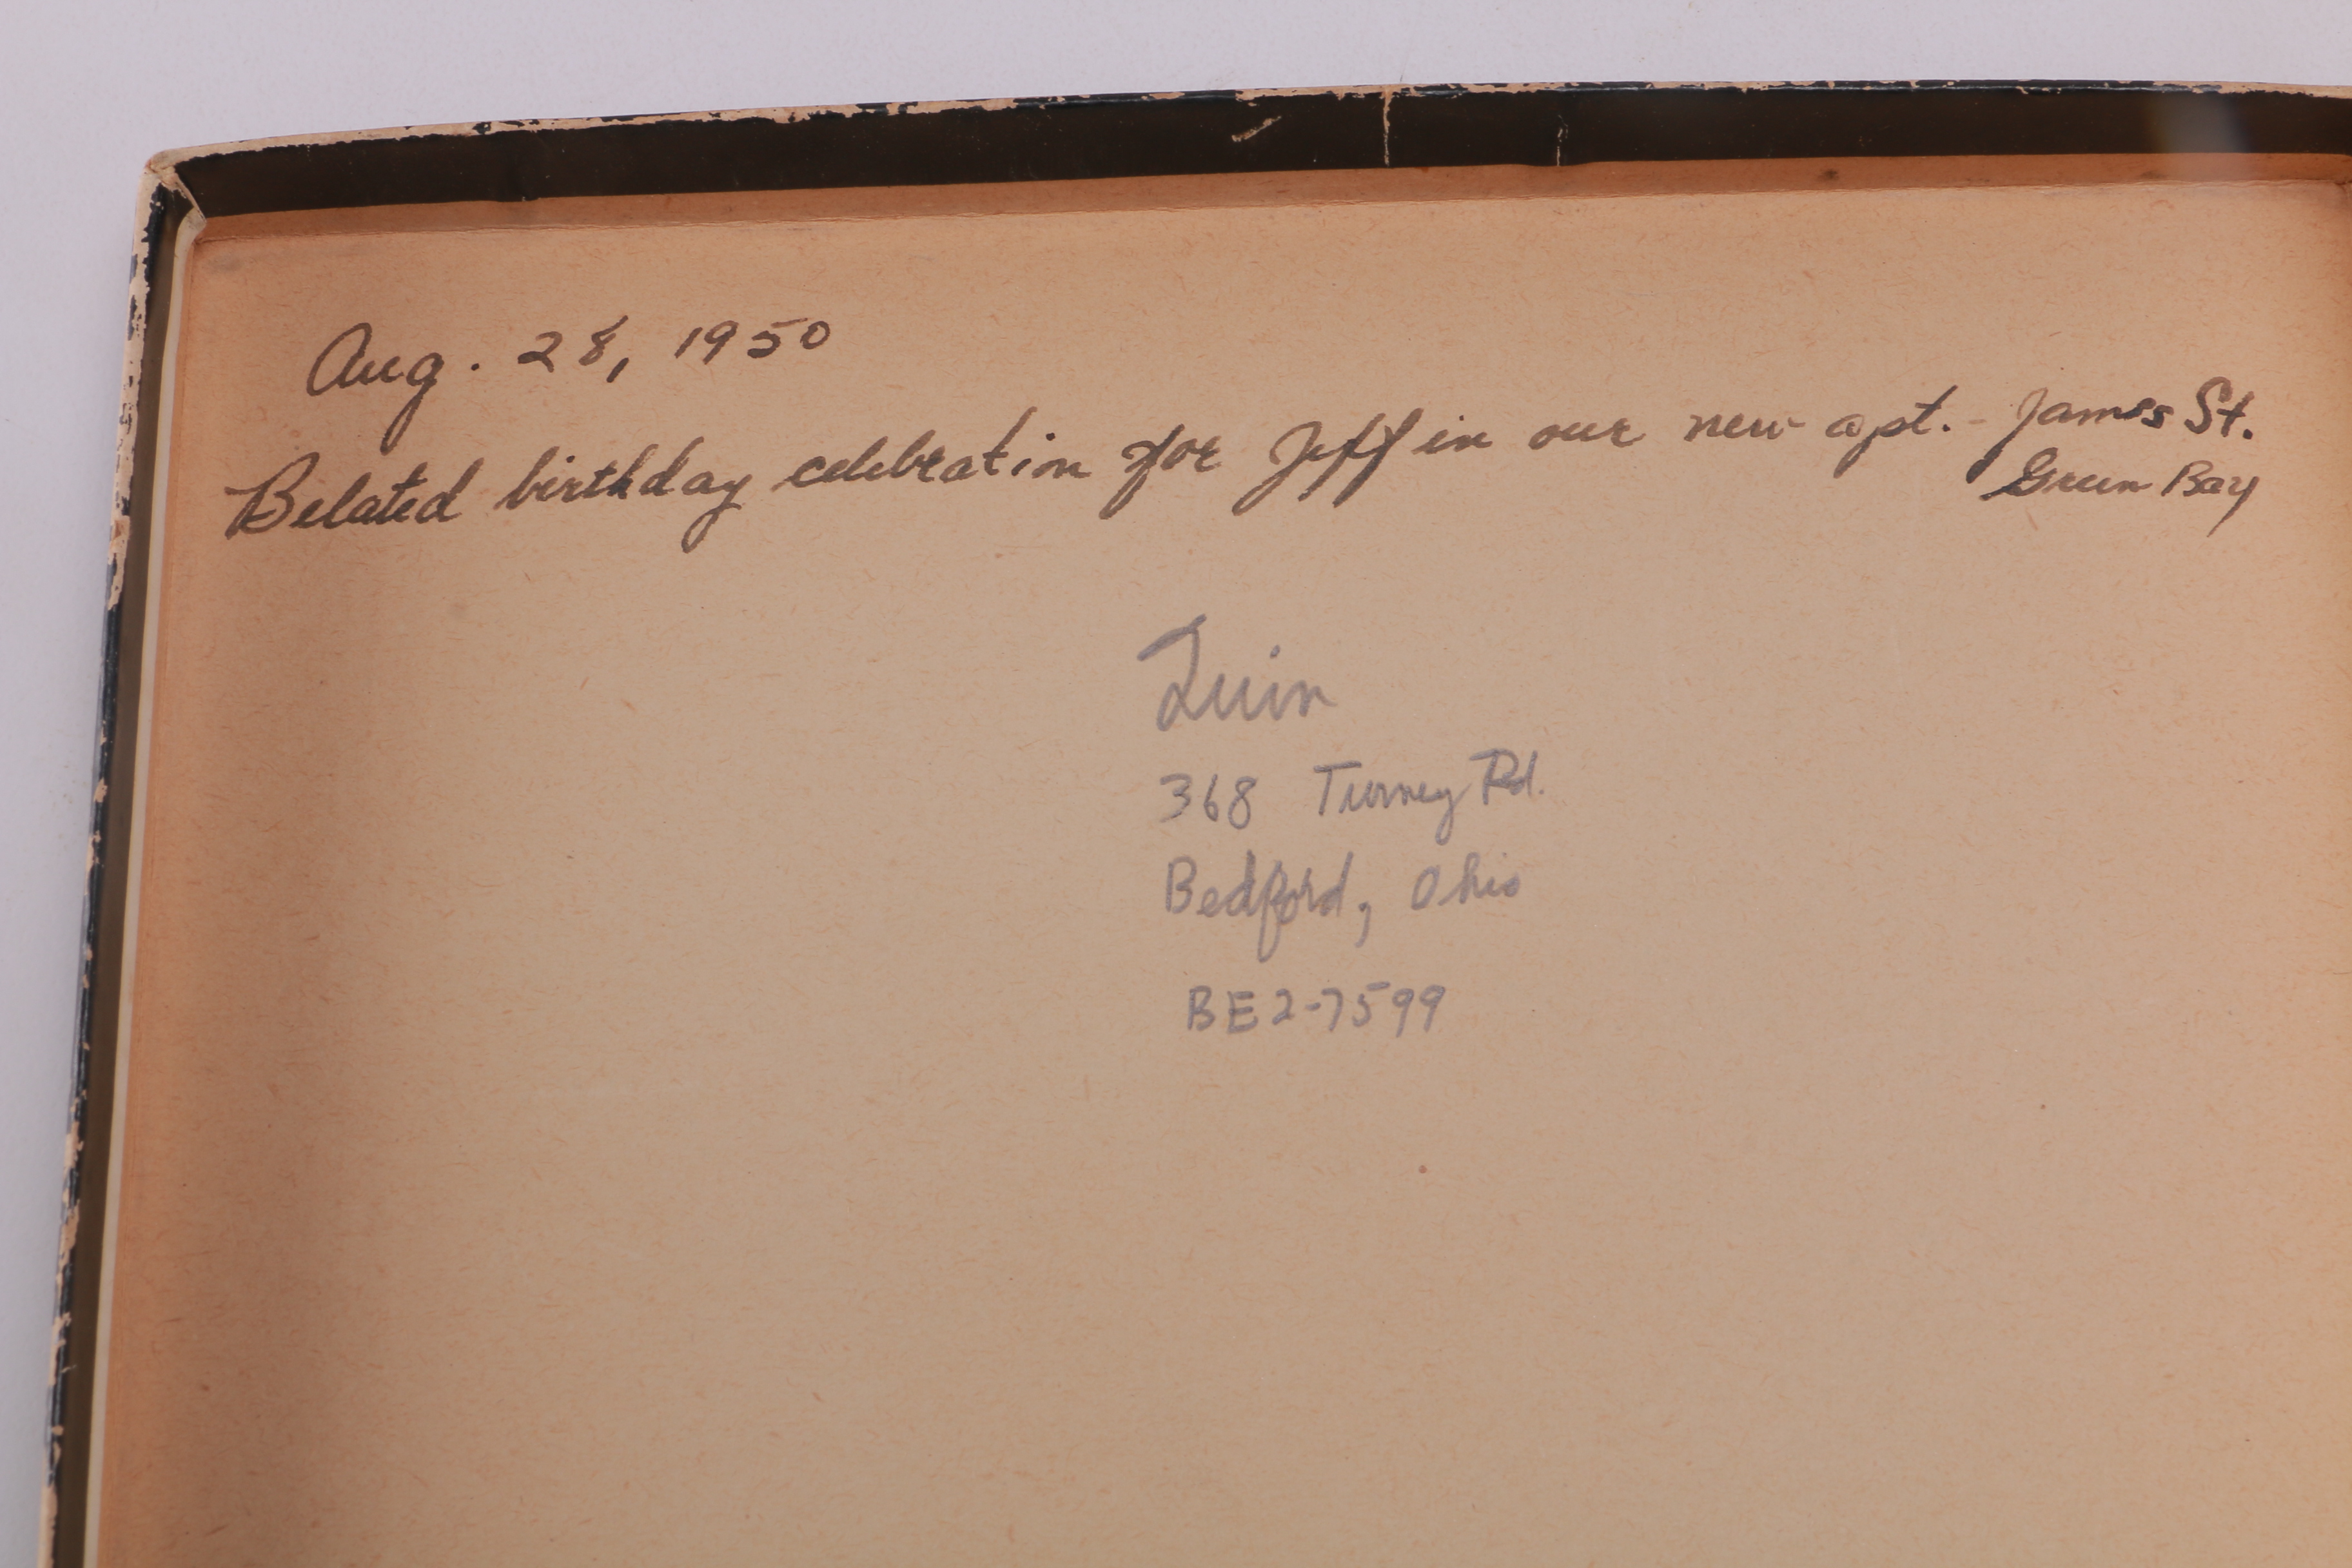 Aug. 28, 1950
Belated birthday celebration for Jeff in our new apt. - James St.
Green Bay
Quin
368 Turney Rd.
Bedford, Ohio
BE2-7599